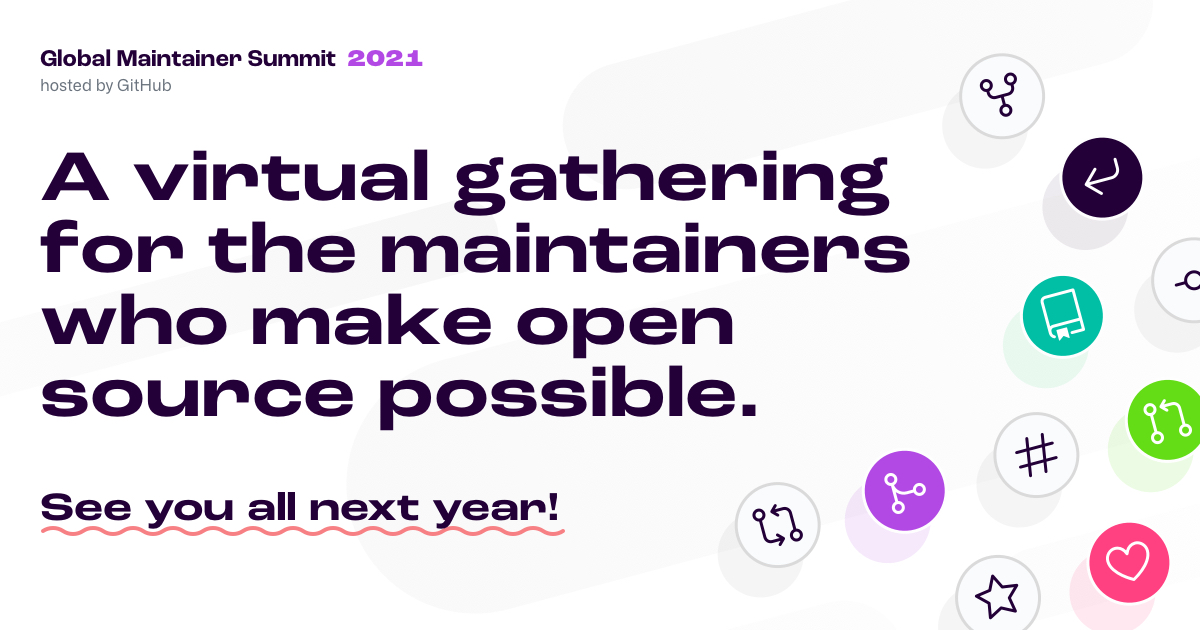 Global Maintainer Summit 2021
hosted by GitHub
A virtual gathering
for the maintainers
who make open
source possible.
See you all next year!